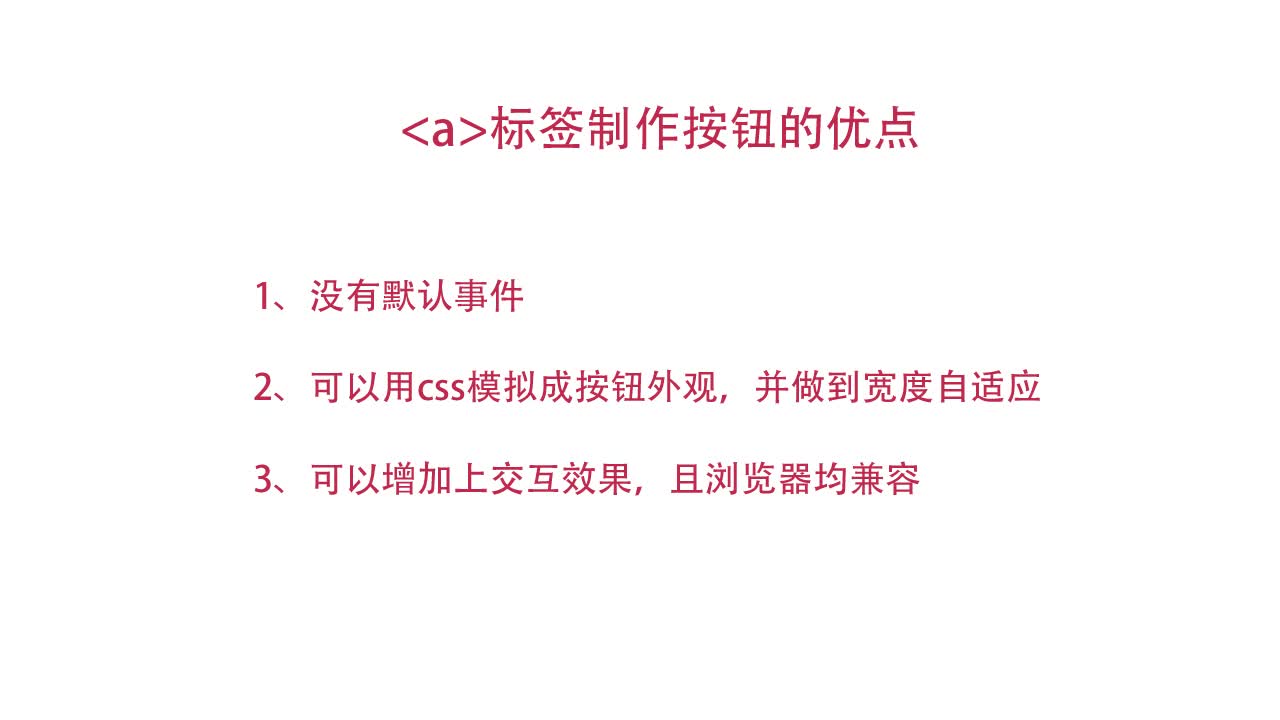 <a>标签制作按钮的优点
1、没有默认事件
2、可以用css模拟成按钮外观，并做到宽度自适应
3、可以增加上交互效果，且浏览器均兼容